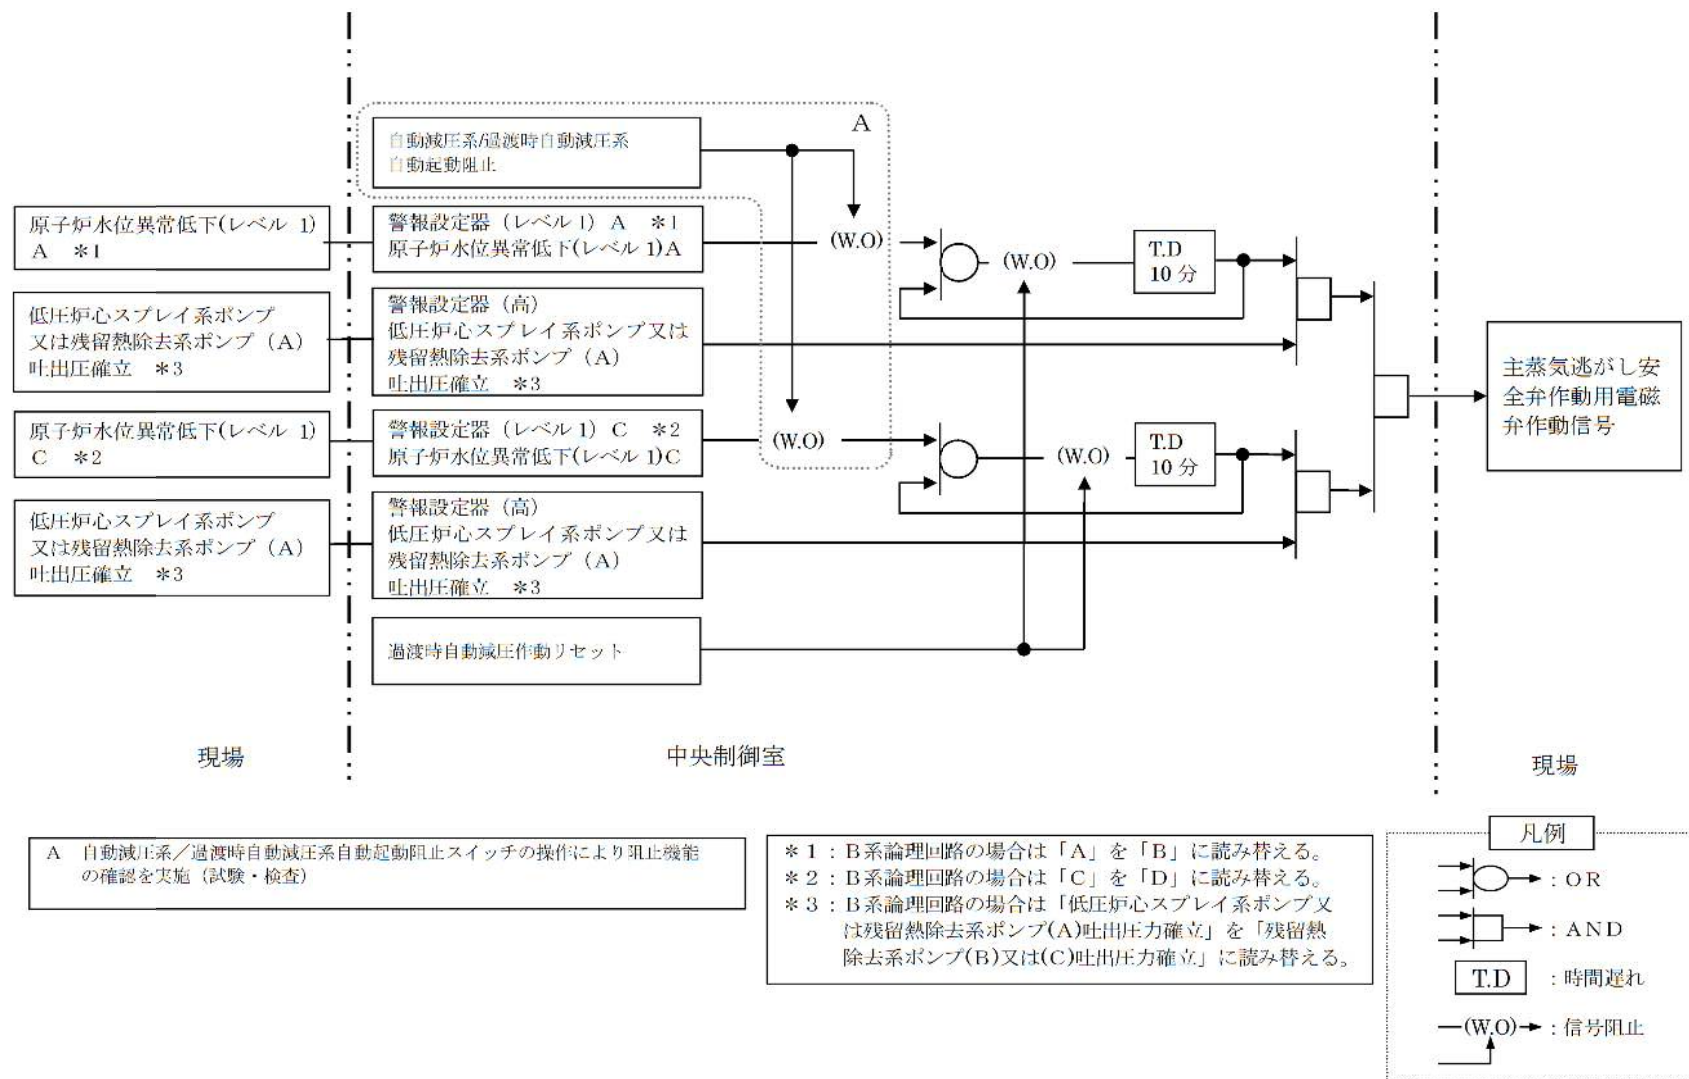 自動減圧系/過渡時自動減圧系
自動起動阻止
A
原子炉水位異常低下(レベル 1)
A ＊1
警報設定器（レベル1）A ＊1
原子炉水位異常低下(レベル 1)A
(W.O)
(W.O)
T.D
10 分
低圧炉心スプレイ系ポンプ
又は残留熱除去系ポンプ（A）
吐出圧確立 ＊3
警報設定器（高）
低圧炉心スプレイ系ポンプ又は
残留熱除去系ポンプ（A）
吐出圧確立 ＊3
主蒸気逃がし安
全弁作動用電磁
弁作動信号
原子炉水位異常低下(レベル 1)
C ＊2
警報設定器（レベル1）C ＊2
原子炉水位異常低下(レベル 1)C
(W.O)
(W.O)
T.D
10 分
低圧炉心スプレイ系ポンプ
又は残留熱除去系ポンプ（A）
吐出圧確立 ＊3
警報設定器（高）
低圧炉心スプレイ系ポンプ又は
残留熱除去系ポンプ（A）
吐出圧確立 ＊3
過渡時自動減圧作動リセット
現場
中央制御室
現場
A 自動減圧系／過渡時自動減圧系自動起動阻止スイッチの操作により阻止機能
の確認を実施（試験・検査）
＊1：B系論理回路の場合は「A」を「B」に読み替える。
＊2：B系論理回路の場合は「C」を「D」に読み替える。
＊3：B系論理回路の場合は「低圧炉心スプレイ系ポンプ又
は残留熱除去系ポンプ(A)吐出圧力確立」を「残留熱
除去系ポンプ(B)又は(C)吐出圧力確立」に読み替える。
凡例
：OR
：AND
T.D ：時間遅れ
(W.O) ：信号阻止